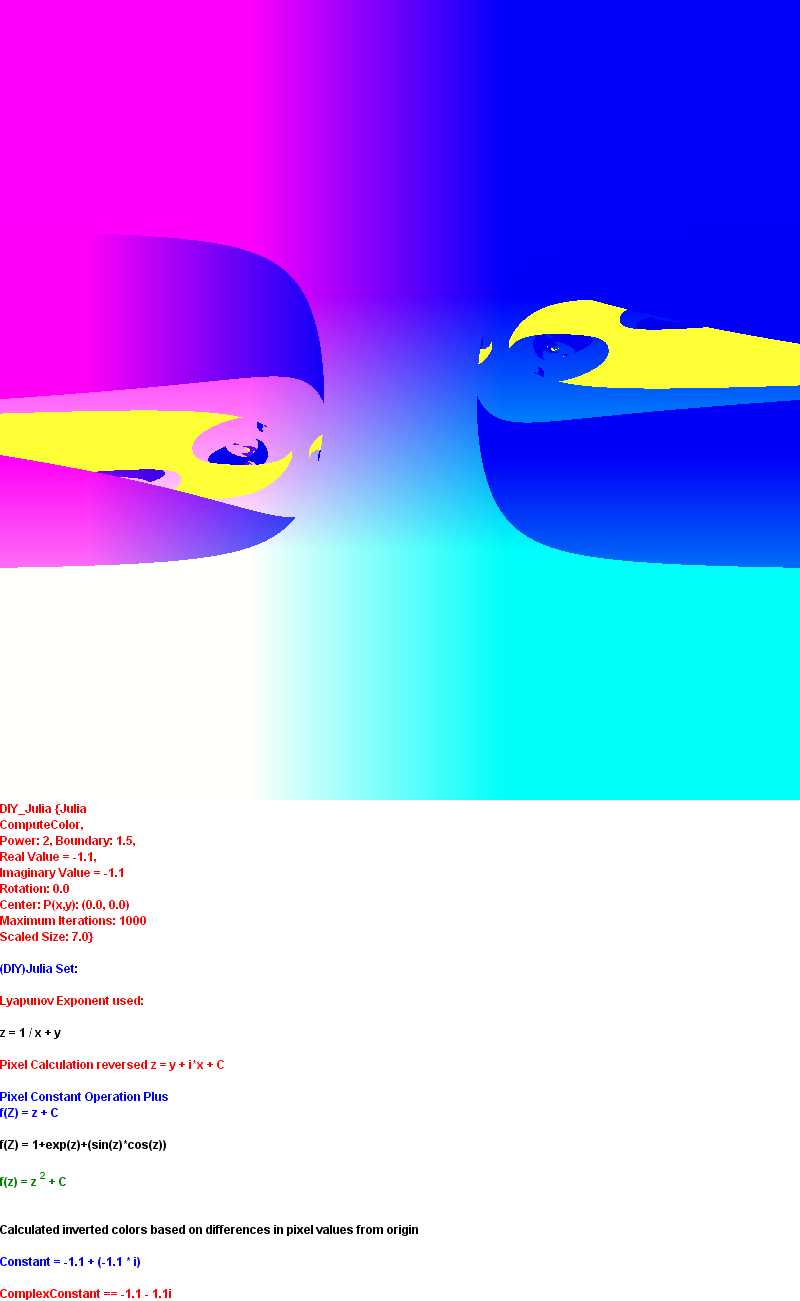 DIY_Julia {Julia
ComputeColor,
Power: 2, Boundary: 1.5,
Real Value = -1.1,
Imaginary Value = -1.1
Rotation: 0.0
Center: P(x,y): (0.0, 0.0)
Maximum Iterations: 1000
Scaled Size: 7.0}
(DIY)Julia Set:
Lyapunov Exponent used:
z = 1 / x + y
Pixel Calculation reversed z = y + i*x + C
Pixel Constant Operation Plus
f(Z) = z + C
f(Z) = 1+exp(z)+(sin(z)*cos(z))
f(z) = z 2 + C
Calculated inverted colors based on differences in pixel values from origin
Constant = -1.1 + (-1.1 * i)
ComplexConstant == -1.1 - 1.1i